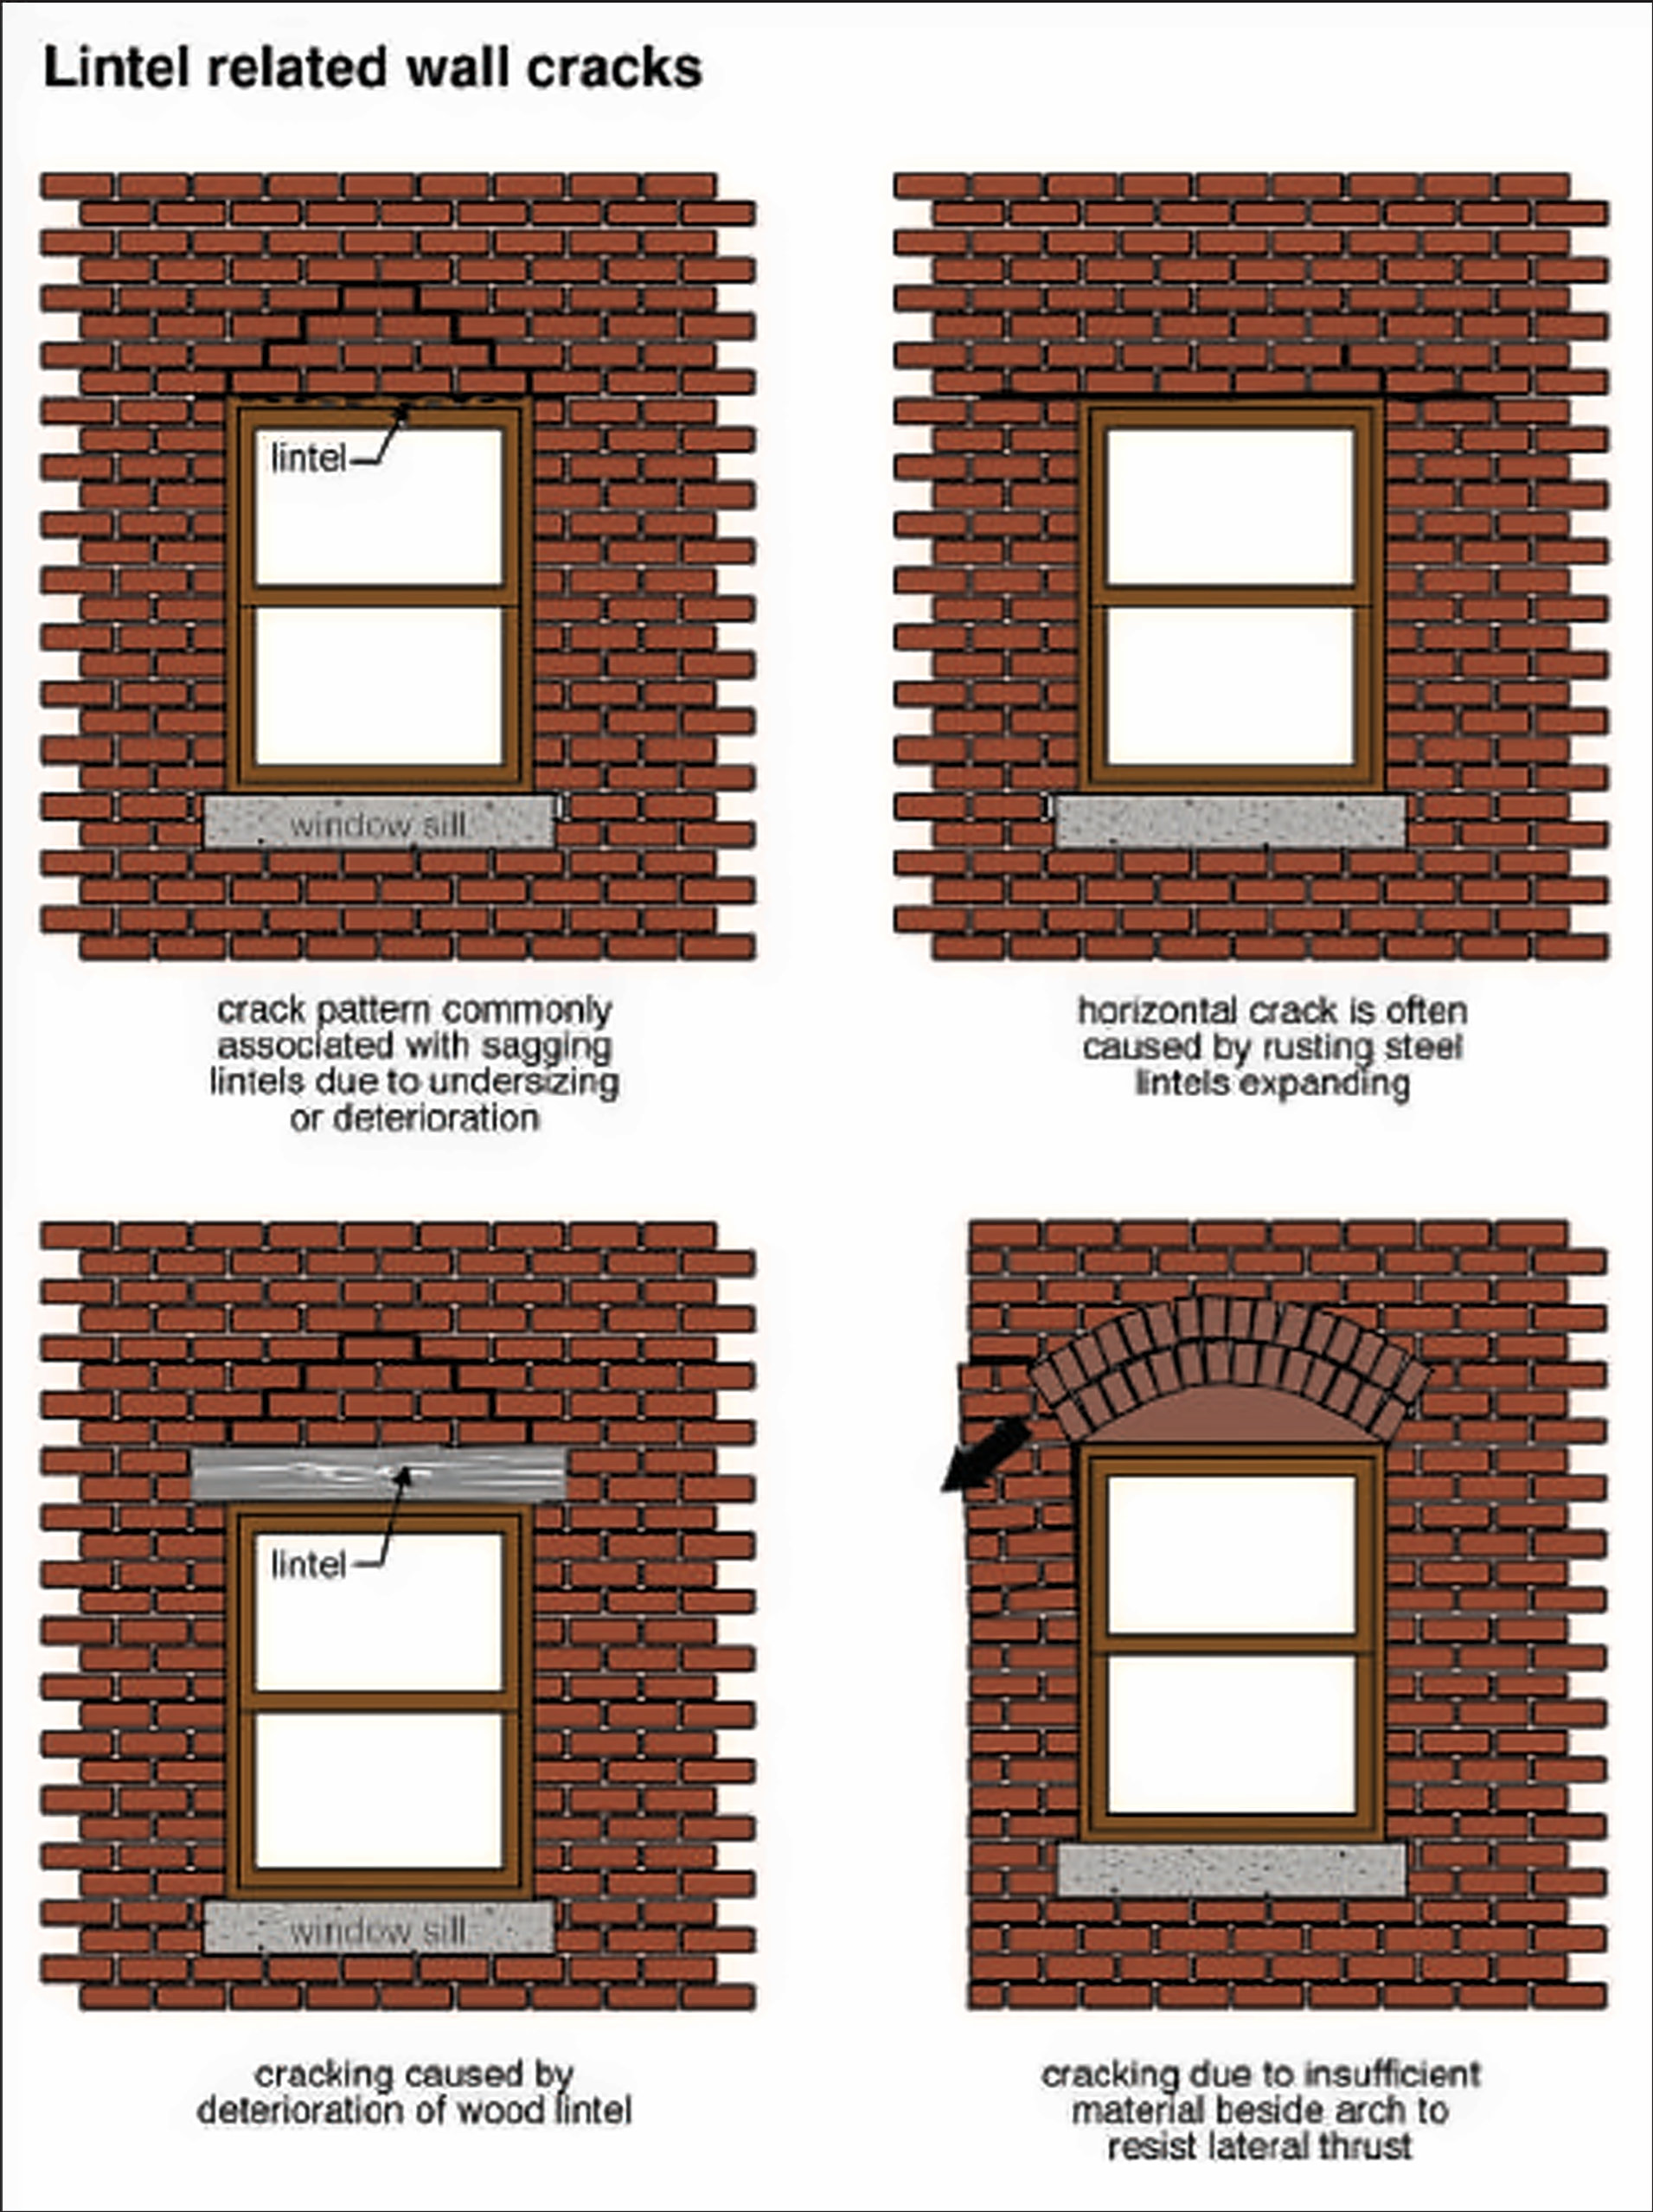 Lintel related wall cracks
lintel
window sill
crack pattern commonly
associated with sagging
lintels due to undersizing
or deterioration
horizontal crack is often
caused by rusting steel
lintels expanding
lintel
window sill
cracking caused by
deterioration of wood lintel
cracking due to insufficient
material beside arch to
resist lateral thrust